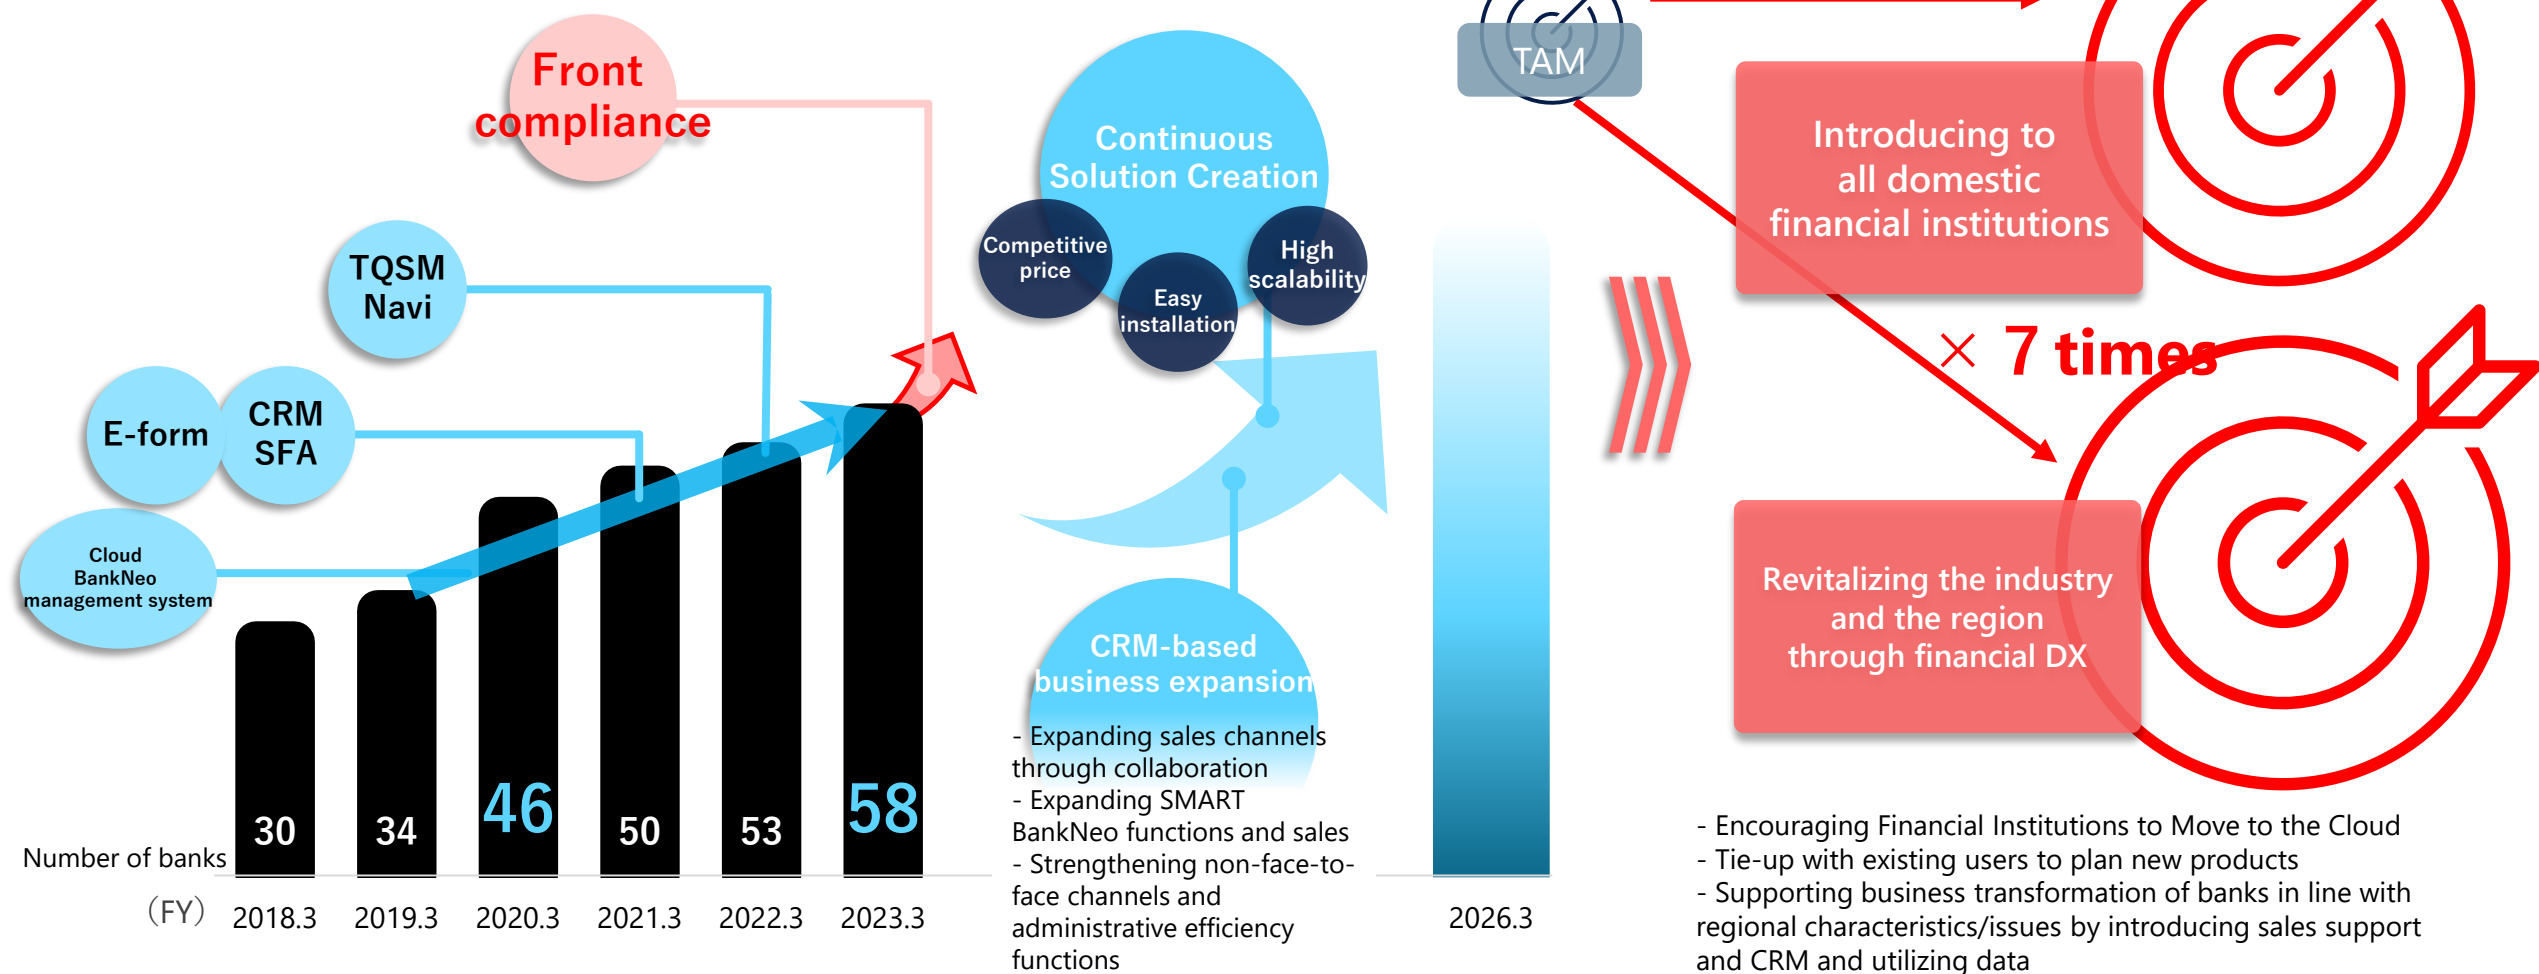 Front
compliance
TQSM
Navi
E-form
CRM
SFA
Cloud
BankNeo
management system
Number of banks
30
34
46
50
53
58
（FY）
2018.3
2019.3
2020.3
2021.3
2022.3
2023.3
2026.3
Continuous
Solution Creation
Competitive
price
Easy
installation
High
scalability
CRM-based
business expansion
- Expanding sales channels
through collaboration
- Expanding SMART
BankNeo functions and sales
- Strengthening non-face-to-
face channels and
administrative efficiency
functions
TAM
Introducing to
all domestic
financial institutions
× 7 times
Revitalizing the industry
and the region
through financial DX
- Encouraging Financial Institutions to Move to the Cloud
- Tie-up with existing users to plan new products
- Supporting business transformation of banks in line with
regional characteristics/issues by introducing sales support
and CRM and utilizing data